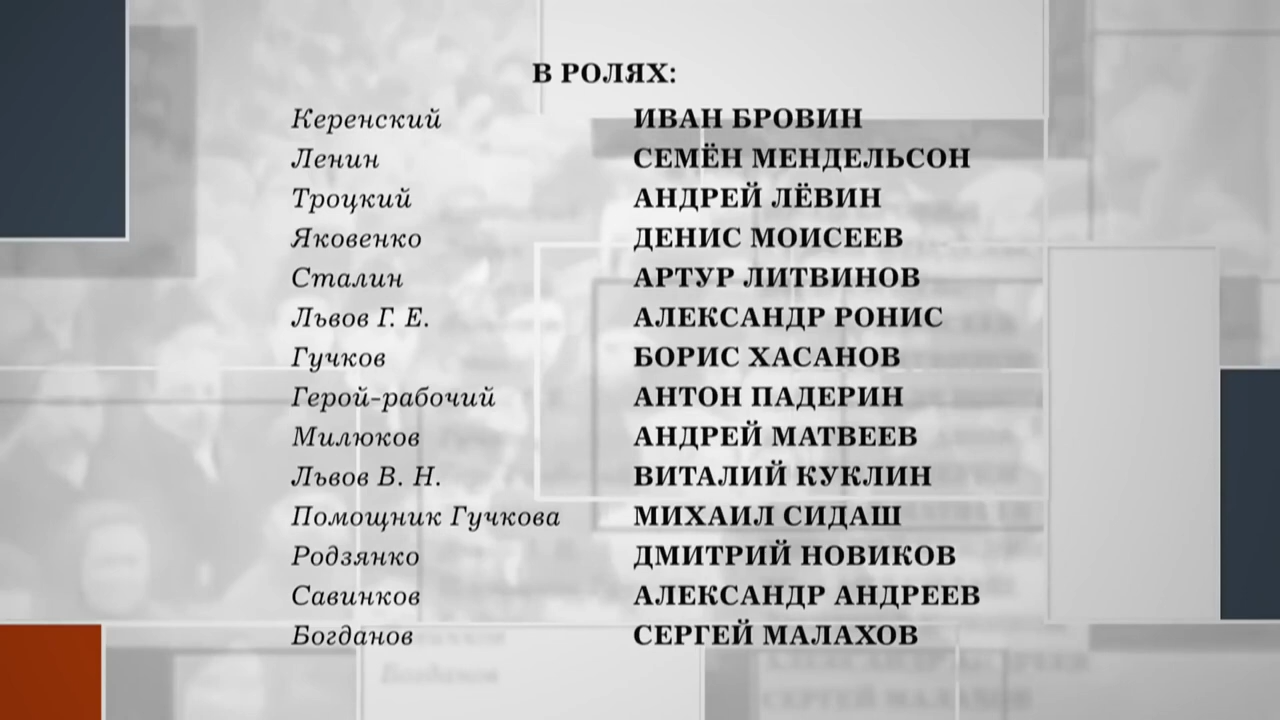 В РОЛЯХ:
Керенский ИВАН БРОВИН
Ленин СЕМЁН МЕНДЕЛЬСОН
Троцкий АНДРЕЙ ЛЁВИН
Яковенко ДЕНИС МОИСЕЕВ
Сталин АРТУР ЛИТВИНОВ
Львов Г. Е. АЛЕКСАНДР РОНИС
Гучков БОРИС ХАСАНОВ
Герой-рабочий АНТОН ПАДЕРИН
Милюков АНДРЕЙ МАТВЕЕВ
Львов В. Н. ВИТАЛИЙ КУКЛИН
Помощник Гучкова МИХАИЛ СИДАШ
Родзянко ДМИТРИЙ НОВИКОВ
Савинков АЛЕКСАНДР АНДРЕЕВ
Богданов СЕРГЕЙ МАЛАХОВ